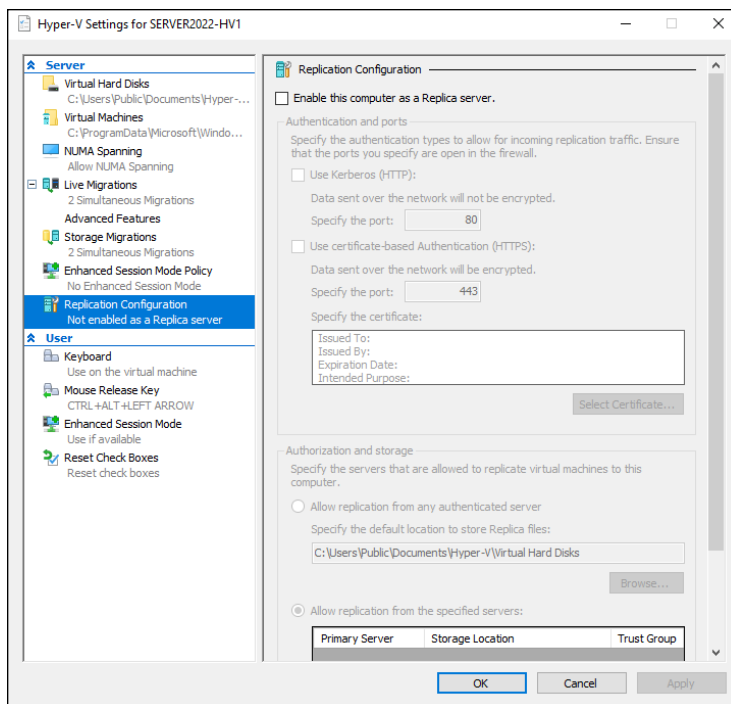 Hyper-V Settings for SERVER2022-HV1
Server
Virtual Hard Disks
C:\Users\Public\Documents\Hyper-...
Virtual Machines
C:\ProgramData\Microsoft\Windo...
NUMA Spanning
Allow NUMA Spanning
Live Migrations
2 Simultaneous Migrations
Advanced Features
Storage Migrations
2 Simultaneous Migrations
Enhanced Session Mode Policy
No Enhanced Session Mode
Replication Configuration
Not enabled as a Replica server
User
Keyboard
Use on the virtual machine
Mouse Release Key
CTRL+ALT+LEFT ARROW
Enhanced Session Mode
Use if available
Reset Check Boxes
Reset check boxes
Replication Configuration
Enable this computer as a Replica server.
Authentication and ports
Specify the authentication types to allow for incoming replication traffic. Ensure
that the ports you specify are open in the firewall.
Use Kerberos (HTTP):
Data sent over the network will not be encrypted.
Specify the port: 80
Use certificate-based Authentication (HTTPS):
Data sent over the network will be encrypted.
Specify the port: 443
Specify the certificate:
Issued To:
Issued By:
Expiration Date:
Intended Purpose:
Select Certificate...
Authorization and storage
Specify the servers that are allowed to replicate virtual machines to this
computer.
Allow replication from any authenticated server
Specify the default location to store Replica files:
C:\Users\Public\Documents\Hyper-V\Virtual Hard Disks
Browse...
Allow replication from the specified servers:
Primary Server Storage Location Trust Group
OK Cancel Apply